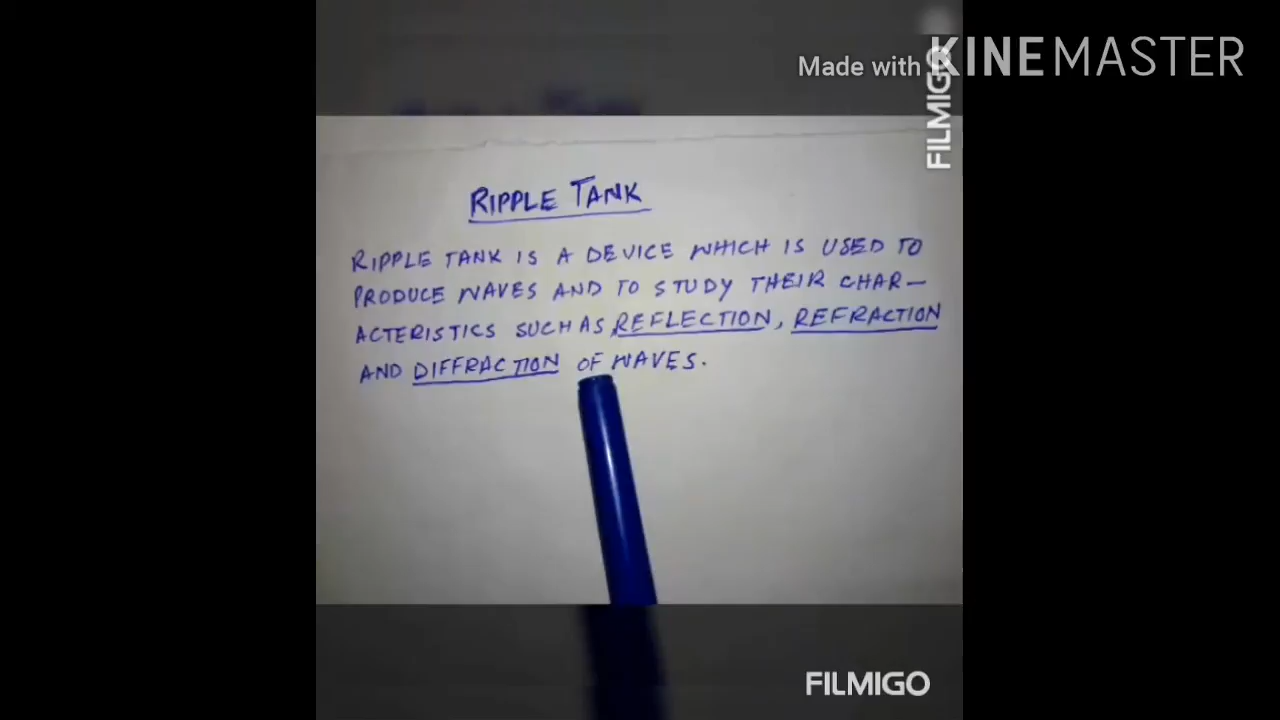 Made with KINEMASTER
FILMIGO
RIPPLE TANK
RIPPLE TANK IS A DEVICE WHICH IS USED TO
PRODUCE WAVES AND TO STUDY THEIR CHAR-
ACTERISTICS SUCH AS REFLECTION, REFRACTION
AND DIFFRACTION OF WAVES.
FILMIGO